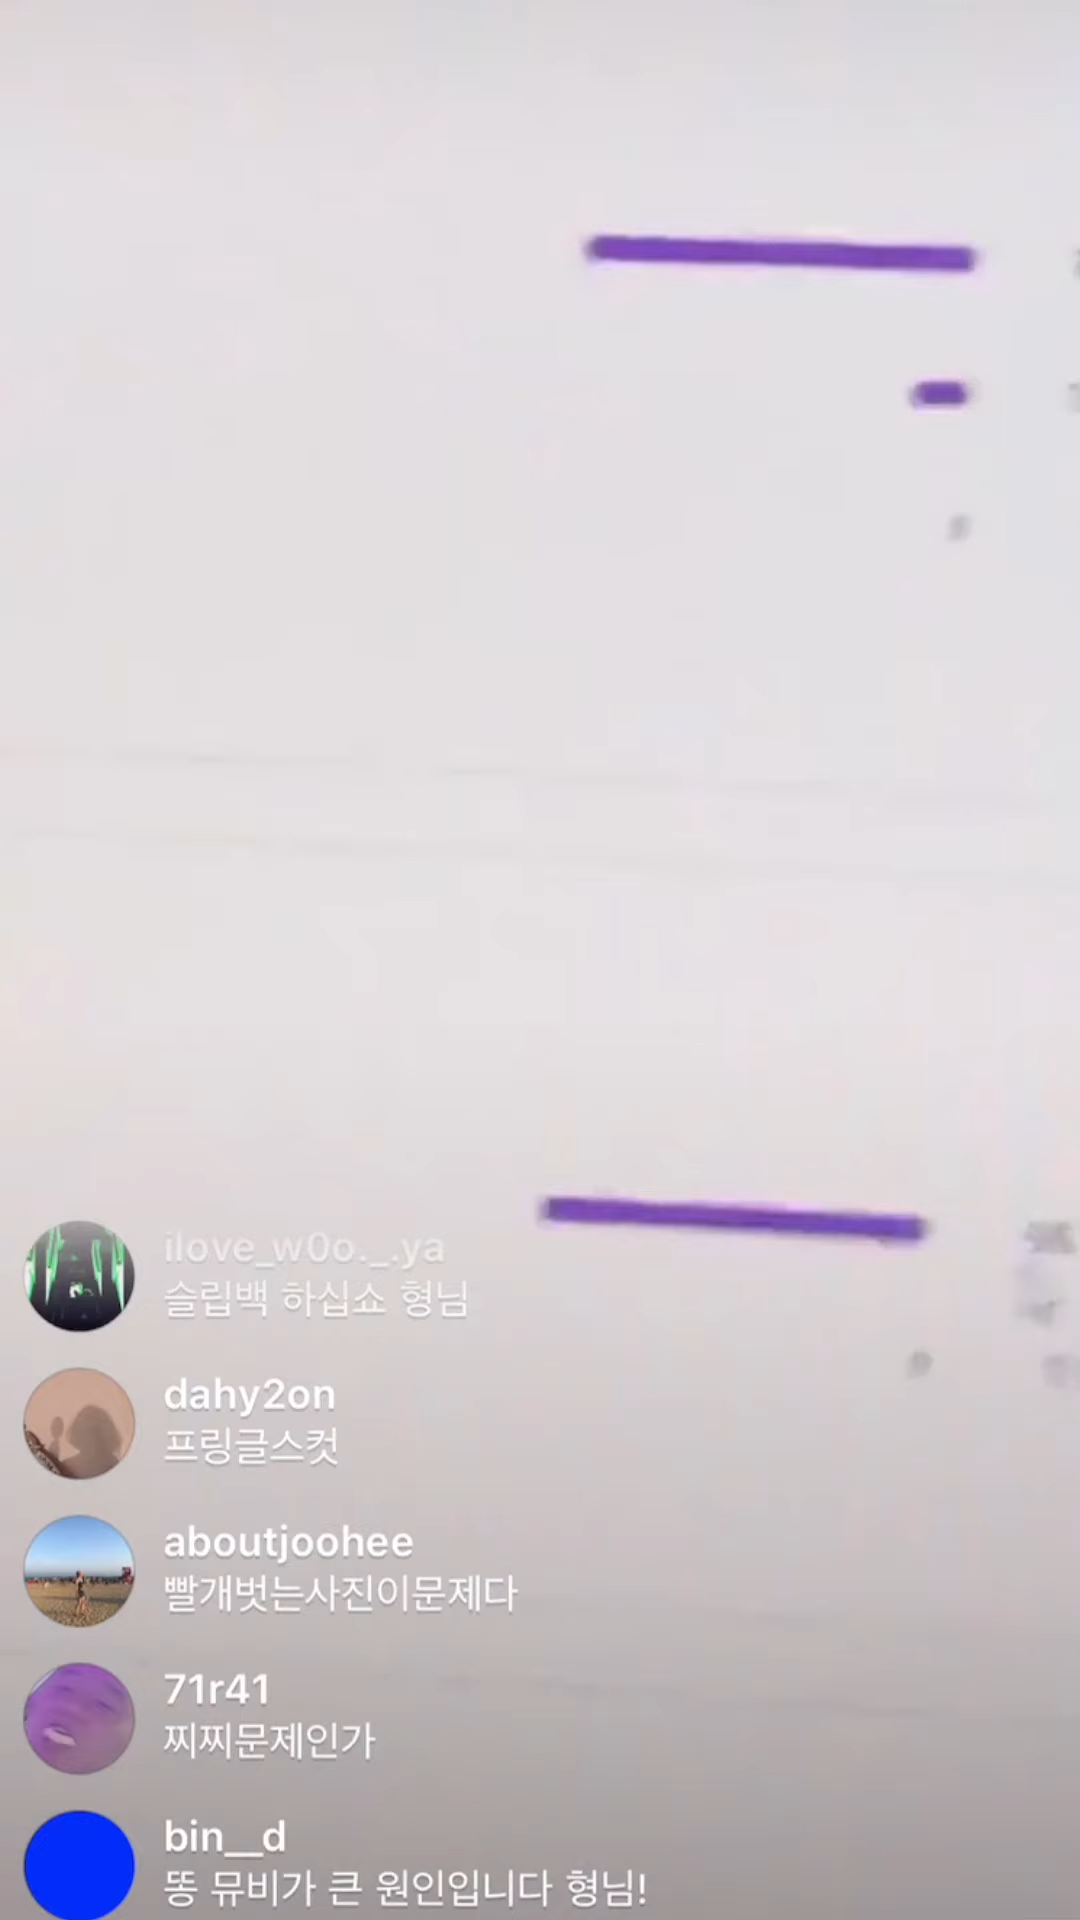 ilove_w0o._.ya
슬립백 하십쇼 형님
dahy2on
프링글스컷
aboutjoohee
빨개벗는사진이문제다
71r41
찌찌문제인가
bin__d
똥 뮤비가 큰 원인입니다 형님!